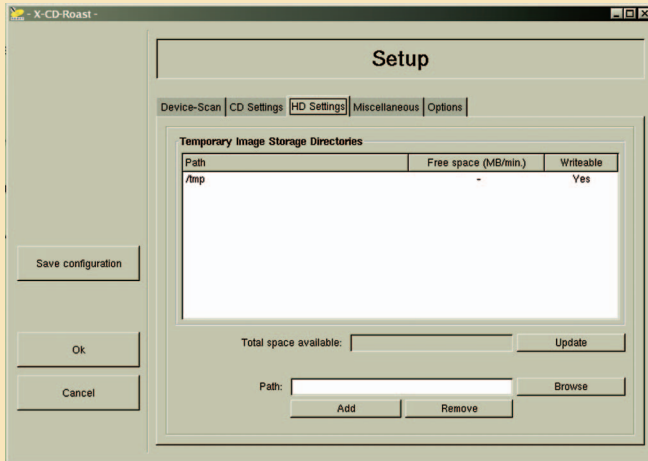 - X-CD-Roast -
Setup
Device-Scan CD Settings HD Settings Miscellaneous Options
Temporary Image Storage Directories
Path Free space (MB/min.) Writeable
/tmp - Yes
Save configuration
Total space available: Update
Ok
Path: Browse
Cancel
Add Remove